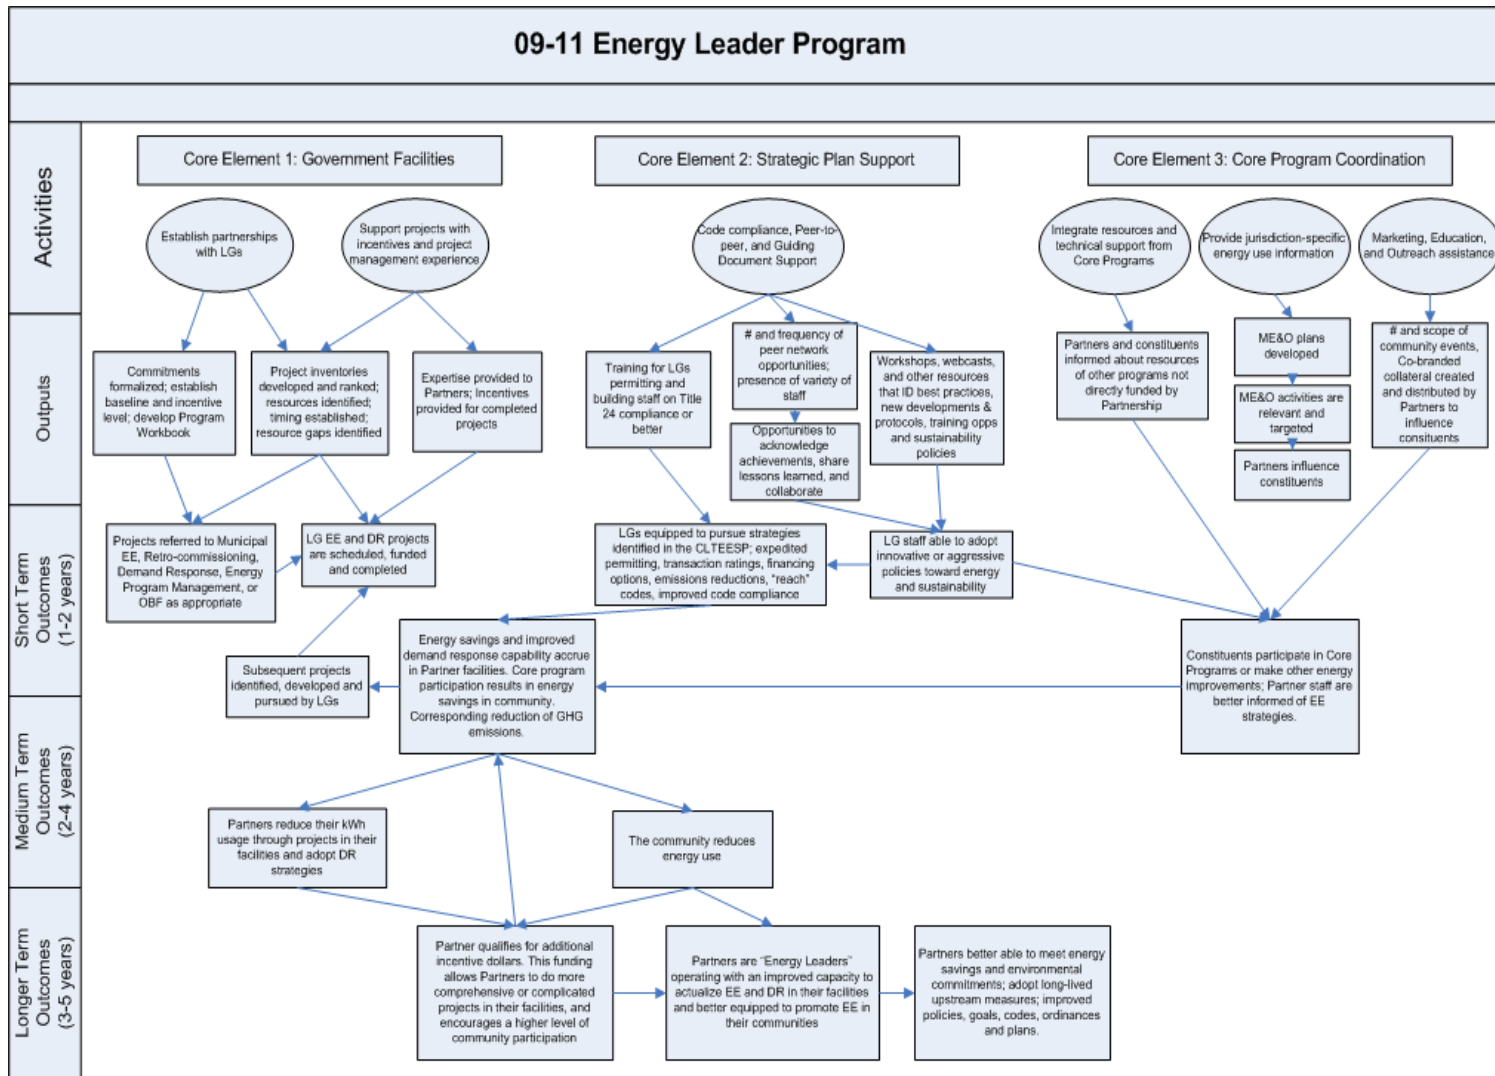 09-11 Energy Leader Program
Activities
Core Element 1: Government Facilities
Core Element 2: Strategic Plan Support
Core Element 3: Core Program Coordination
Establish partnerships
with LGs
Support projects with
incentives and project
management experience
Code compliance, Peer-to-
peer, and Guiding
Document Support
Integrate resources and
technical support from
Core Programs
Provide jurisdiction-specific
energy use information
Marketing, Education,
and Outreach assistance
Outputs
Commitments
formalized; establish
baseline and incentive
level; develop Program
Workbook
Project inventories
developed and ranked;
resources identified;
timing established;
resource gaps identified
Expertise provided to
Partners; Incentives
provided for completed
projects
Training for LGs
permitting and
building staff on Title
24 compliance or
better
# and frequency of
peer network
opportunities;
presence of variety of
staff
Opportunities to
acknowledge
achievements, share
lessons learned, and
collaborate
Workshops, webcasts,
and other resources
that ID best practices,
new developments &
protocols, training opps
and sustainability
policies
Partners and constituents
informed about resources
of other programs not
directly funded by
Partnership
ME&O plans
developed
ME&O activities are
relevant and
targeted
Partners influence
constituents
# and scope of
community events,
Co-branded
collateral created
and distributed by
Partners to
influence
consituents
Short Term
Outcomes
(1-2 years)
Projects referred to Municipal
EE, Retro-commissioning,
Demand Response, Energy
Program Management, or
OBF as appropriate
LG EE and DR projects
are scheduled, funded
and completed
LGs equipped to pursue strategies
identified in the CLTEESP; expedited
permitting, transaction ratings, financing
options, emissions reductions, "reach"
codes, improved code compliance
LG staff able to adopt
innovative or aggressive
policies toward energy
and sustainability
Subsequent projects
identified, developed and
pursued by LGs
Energy savings and improved
demand response capability accrue
in Partner facilities. Core program
participation results in energy
savings in community.
Corresponding reduction of GHG
emissions.
Constituents participate in Core
Programs or make other energy
improvements; Partner staff are
better informed of EE
strategies.
Medium Term
Outcomes
(2-4 years)
Partners reduce their kWh
usage through projects in their
facilities and adopt DR
strategies
The community reduces
energy use
Longer Term
Outcomes
(3-5 years)
Partner qualifies for additional
incentive dollars. This funding
allows Partners to do more
comprehensive or complicated
projects in their facilities, and
encourages a higher level of
community participation
Partners are "Energy Leaders"
operating with an improved capacity to
actualize EE and DR in their facilities
and better equipped to promote EE in
their communities
Partners better able to meet energy
savings and environmental
commitments; adopt long-lived
upstream measures; improved
policies, goals, codes, ordinances
and plans.